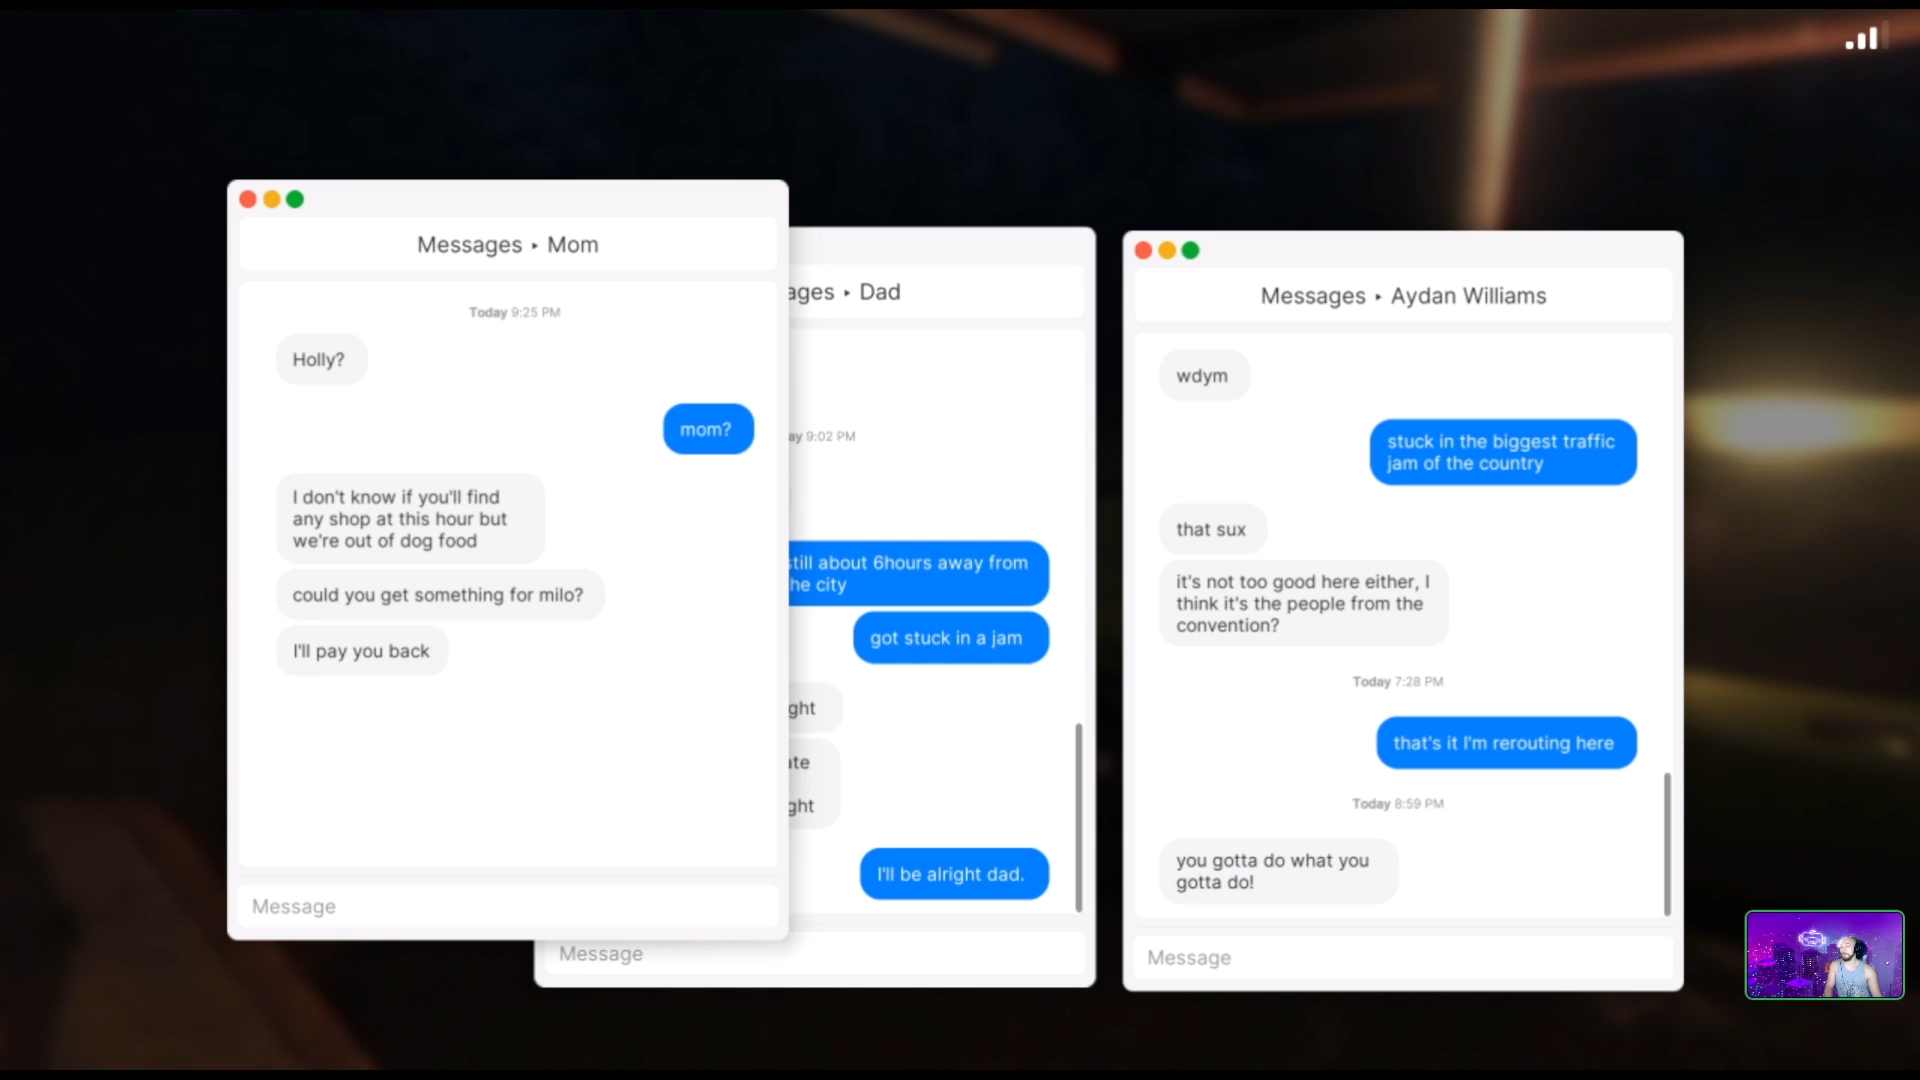 Messages ▸ Mom
Today 9:25 PM
Holly?
mom?
I don't know if you'll find
any shop at this hour but
we're out of dog food
could you get something for milo?
I'll pay you back
Message
ages ▸ Dad
ay 9:02 PM
still about 6hours away from
he city
got stuck in a jam
ght
ate
ght
I'll be alright dad.
Message
Messages ▸ Aydan Williams
wdym
stuck in the biggest traffic
jam of the country
that sux
it's not too good here either, I
think it's the people from the
convention?
Today 7:28 PM
that's it I'm rerouting here
Today 8:59 PM
you gotta do what you
gotta do!
Message